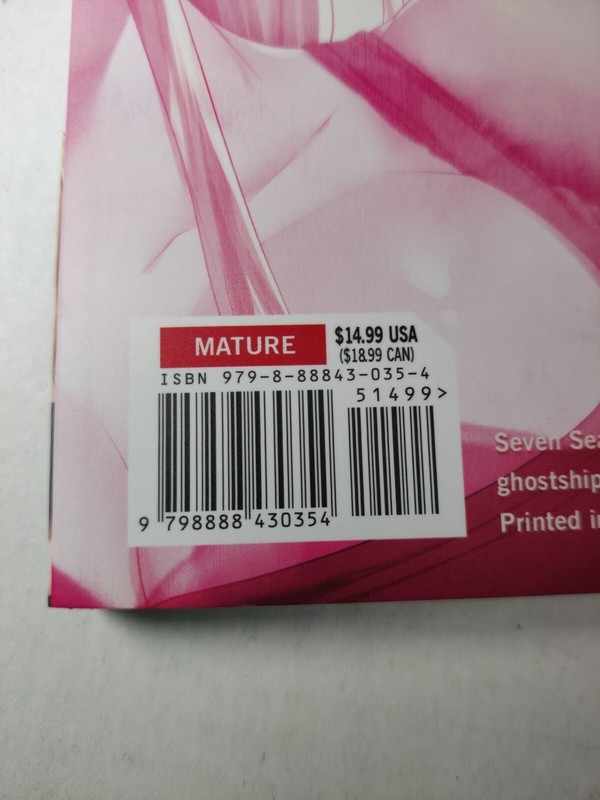 MATURE
$14.99 USA
($18.99 CAN)
ISBN 979-8-88843-035-4
51499>
9 798888 430354
Seven Sea
ghostship
Printed in